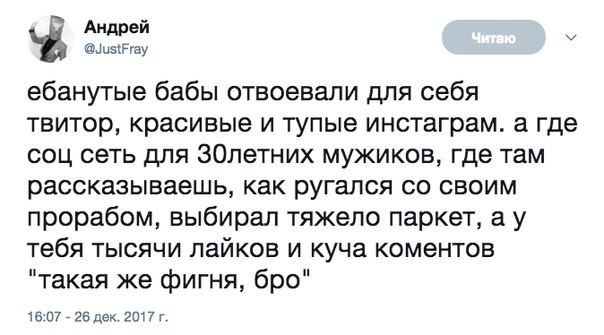 Андрей
@JustFray
Читаю
ебанутые бабы отвоевали для себя
твитор, красивые и тупые инстаграм. а где
соц сеть для 30летних мужиков, где там
рассказываешь, как ругался со своим
прорабом, выбирал тяжело паркет, а у
тебя тысячи лайков и куча коментов
"такая же фигня, бро"
16:07 - 26 дек. 2017 г.